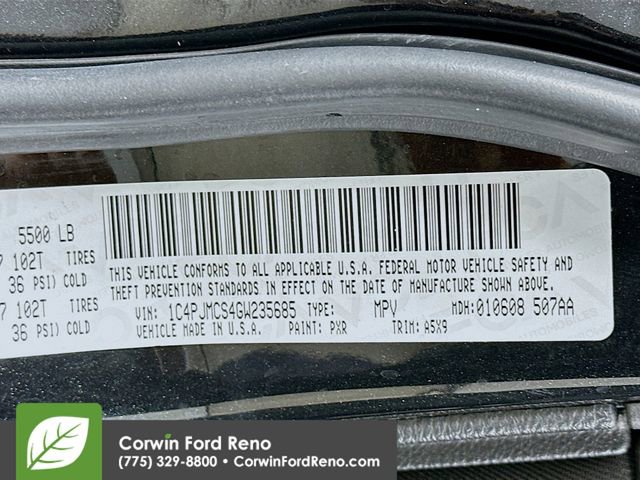 5500 LB
7 102T TIRES
36 PSI) COLD
7 102T TIRES
36 PSI) COLD
THIS VEHICLE CONFORMS TO ALL APPLICABLE U.S.A. FEDERAL MOTOR VEHICLE SAFETY AND
THEFT PREVENTION STANDARDS IN EFFECT ON THE DATE OF MANUFACTURE SHOWN ABOVE.
VIN: 1C4PJMCS4GW235685 TYPE: MPV MDH: 010608 507AA
VEHICLE MADE IN U.S.A. PAINT: PXR TRIM: A5X9
Corwin Ford Reno
(775) 329-8800 • CorwinFordReno.com